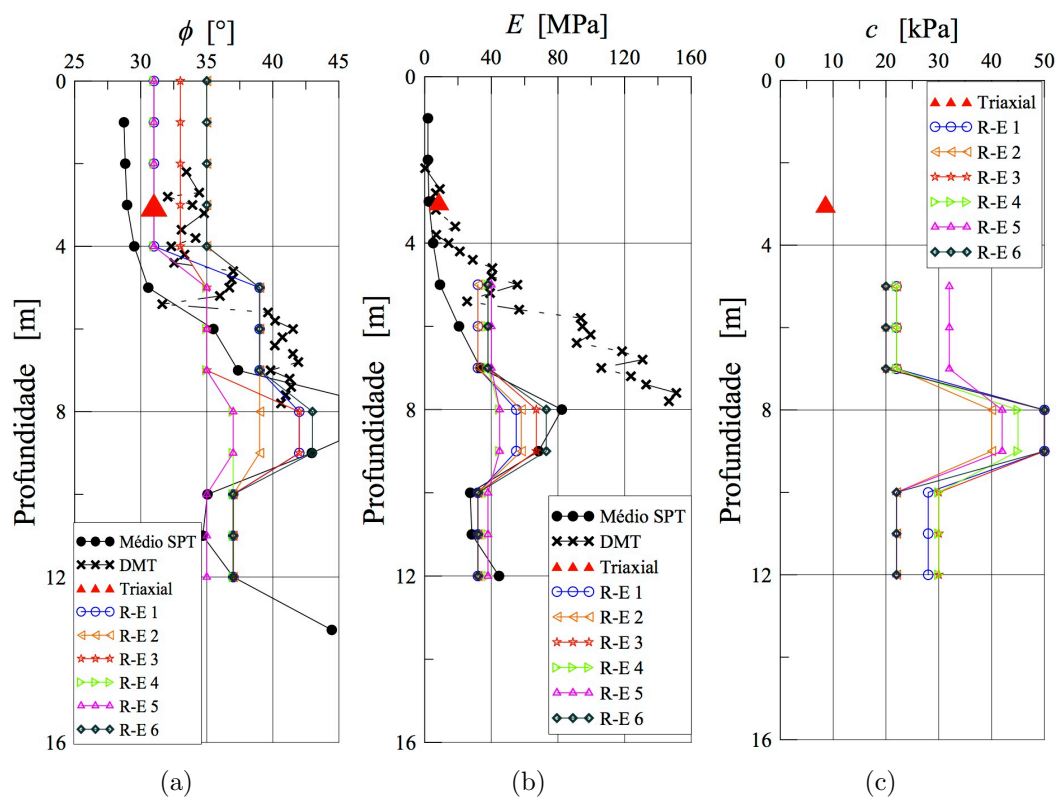 ϕ [°]
25 30 35 40 45
0
4
8
12
16
Profundidade [m]
Médio SPT
DMT
Triaxial
R-E 1
R-E 2
R-E 3
R-E 4
R-E 5
R-E 6
(a)
E [MPa]
0 40 80 120 160
0
4
8
12
16
Profundidade [m]
Médio SPT
DMT
Triaxial
R-E 1
R-E 2
R-E 3
R-E 4
R-E 5
R-E 6
(b)
c [kPa]
0 10 20 30 40 50
0
4
8
12
16
Profundidade [m]
Triaxial
R-E 1
R-E 2
R-E 3
R-E 4
R-E 5
R-E 6
(c)